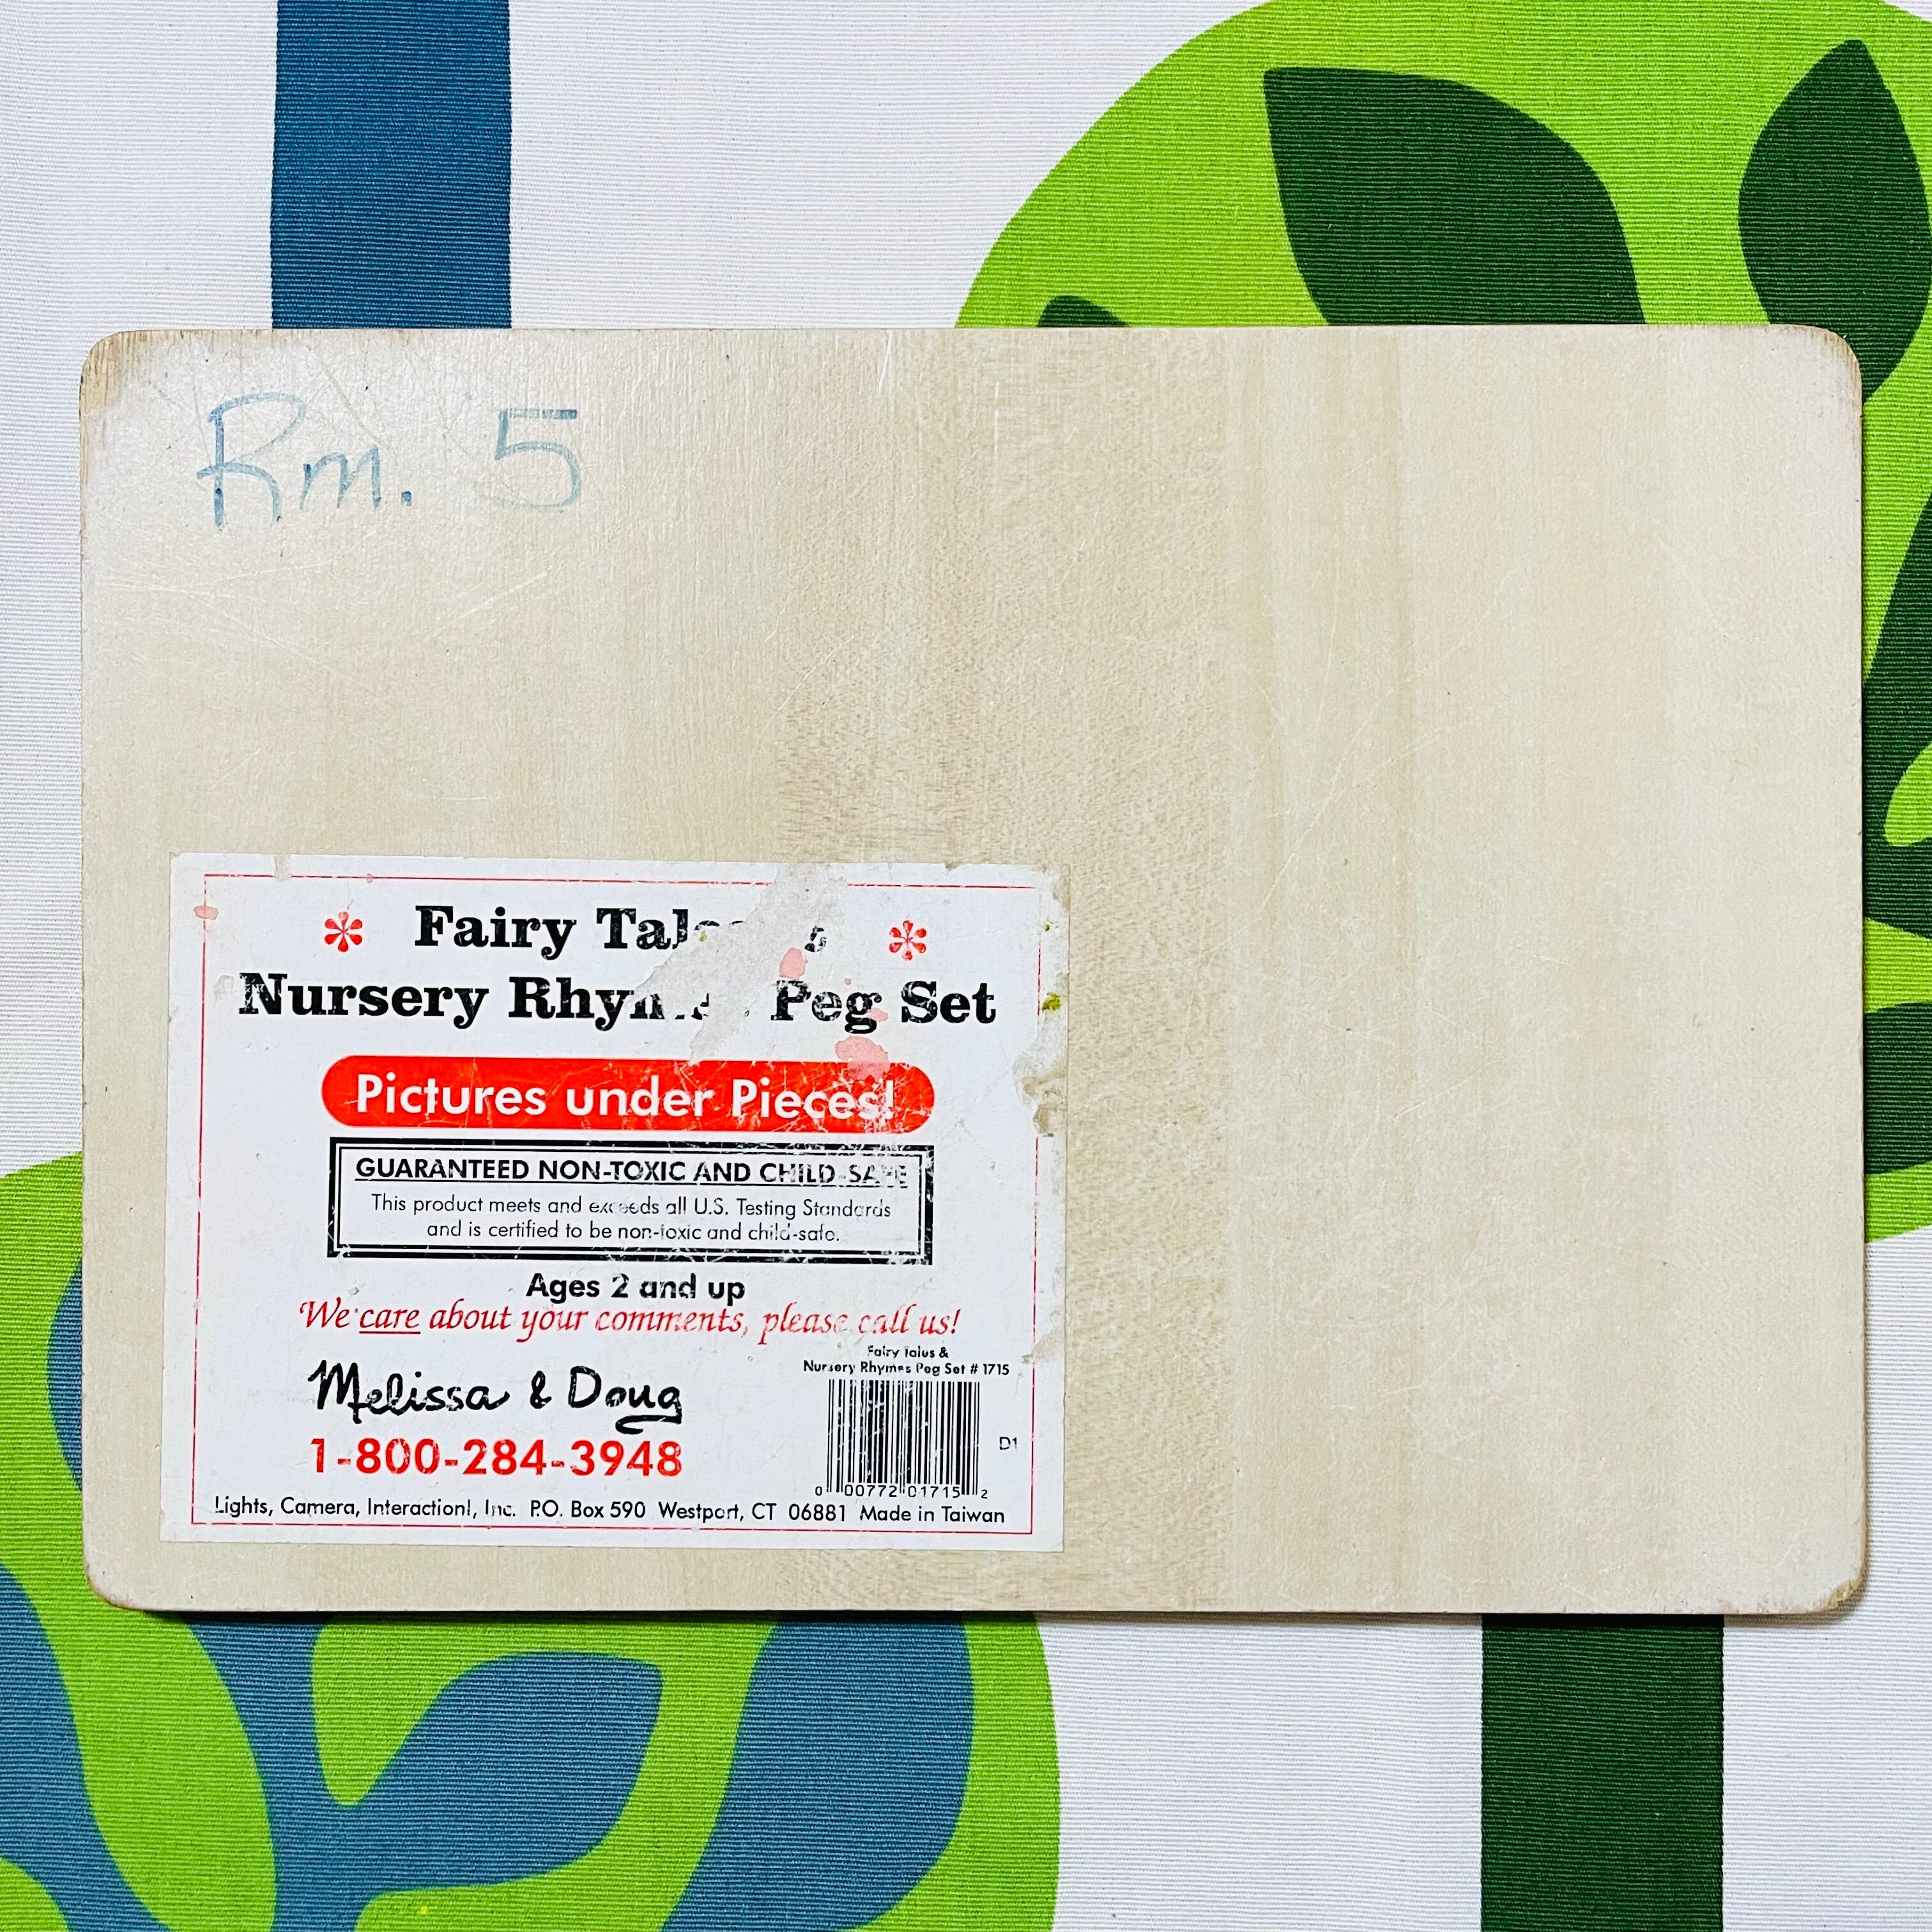 Rm. 5
Fairy Tales &
Nursery Rhymes Peg Set
Pictures under Pieces!
GUARANTEED NON-TOXIC AND CHILD-SAFE
This product meets and exceeds all U.S. Testing Standards
and is certified to be non-toxic and child-safe.
Ages 2 and up
We care about your comments, please call us!
Fairy Tales &
Nursery Rhymes Peg Set # 1715
Melissa & Doug
D1
1-800-284-3948
0 00772 01715 2
Lights, Camera, Interaction!, Inc. P.O. Box 590 Westport, CT 06881 Made in Taiwan